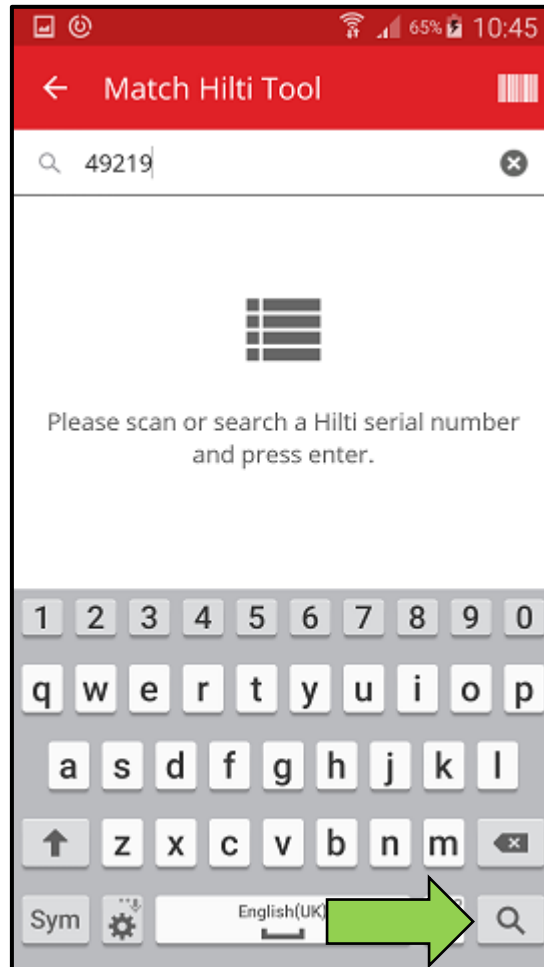 65% 10:45
Match Hilti Tool
49219
Please scan or search a Hilti serial number
and press enter.
1 2 3 4 5 6 7 8 9 0
q w e r t y u i o p
a s d f g h j k l
z x c v b n m
Sym English(UK)